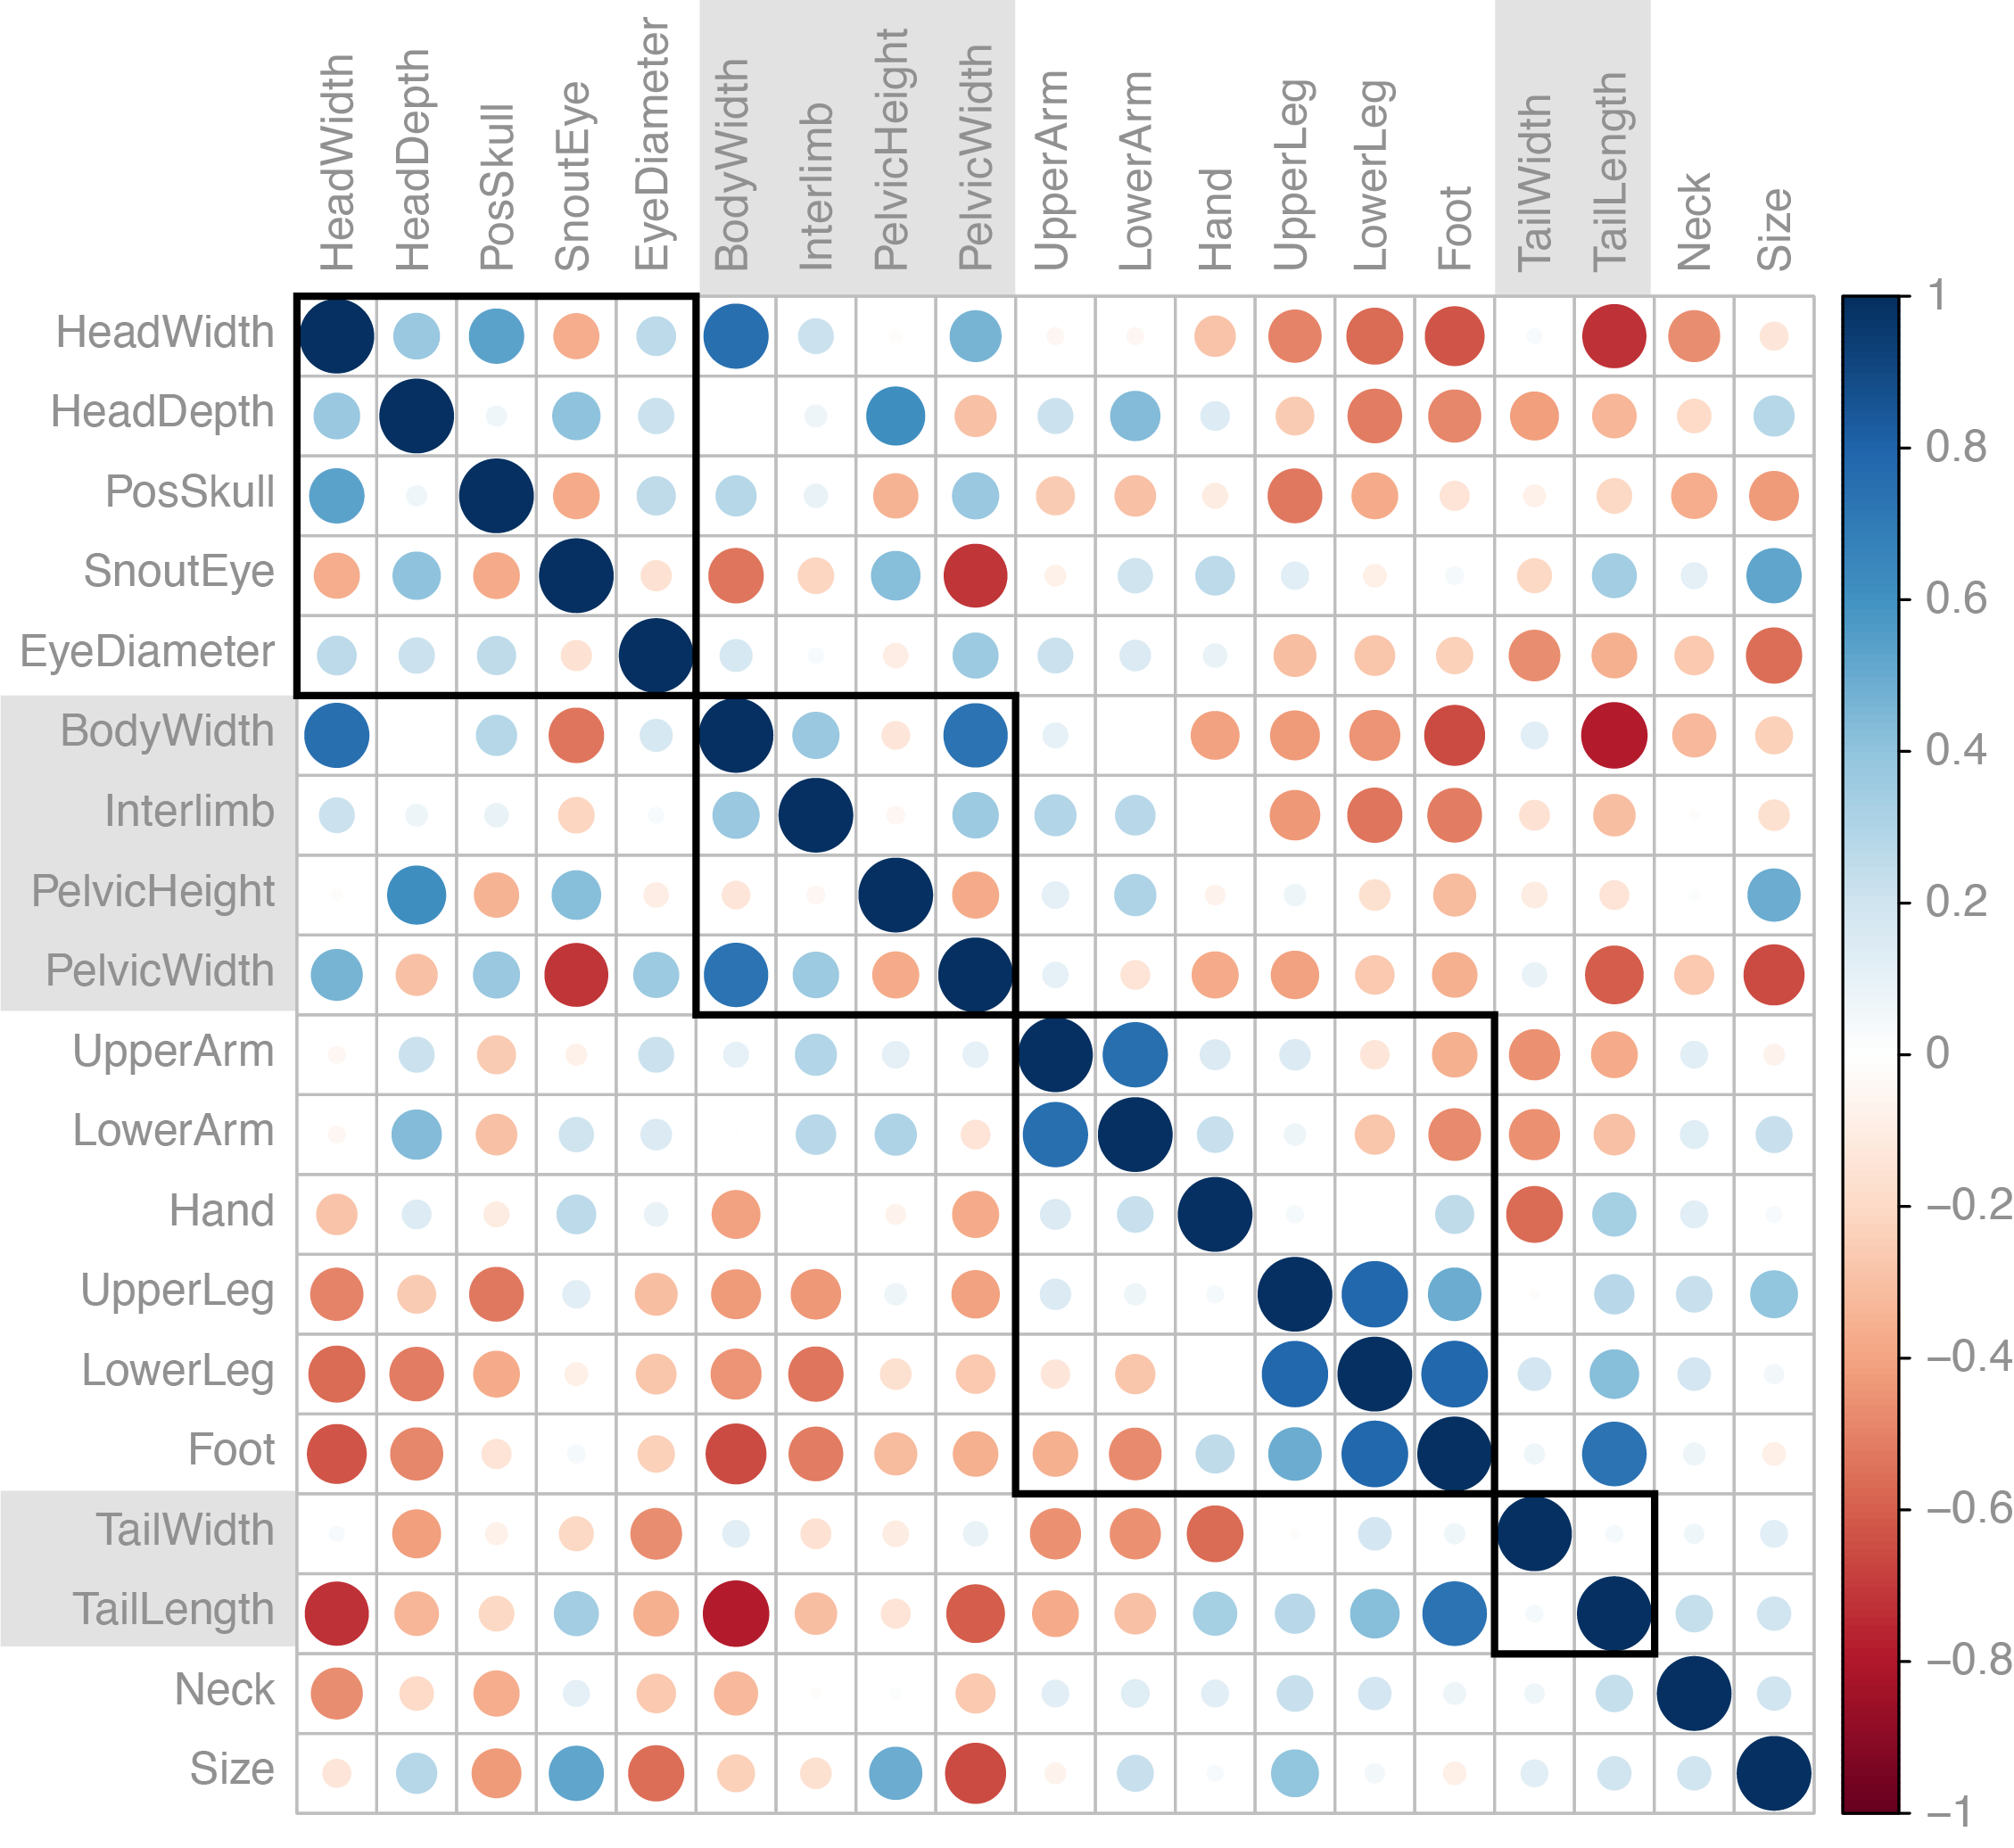 HeadWidth
HeadDepth
PosSkull
SnoutEye
EyeDiameter
BodyWidth
Interlimb
PelvicHeight
PelvicWidth
UpperArm
LowerArm
Hand
UpperLeg
LowerLeg
Foot
TailWidth
TailLength
Neck
Size
HeadWidth
HeadDepth
PosSkull
SnoutEye
EyeDiameter
BodyWidth
Interlimb
PelvicHeight
PelvicWidth
UpperArm
LowerArm
Hand
UpperLeg
LowerLeg
Foot
TailWidth
TailLength
Neck
Size
1
0.8
0.6
0.4
0.2
0
−0.2
−0.4
−0.6
−0.8
−1